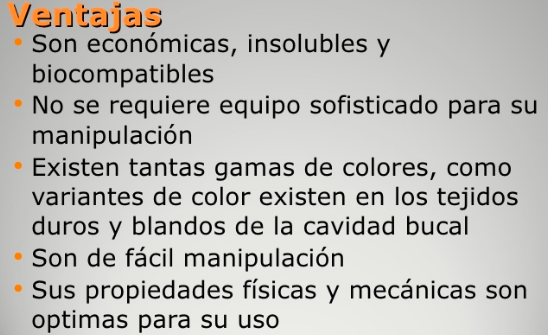 Ventajas
• Son económicas, insolubles y
biocompatibles
• No se requiere equipo sofisticado para su
manipulación
• Existen tantas gamas de colores, como
variantes de color existen en los tejidos
duros y blandos de la cavidad bucal
• Son de fácil manipulación
• Sus propiedades físicas y mecánicas son
optimas para su uso